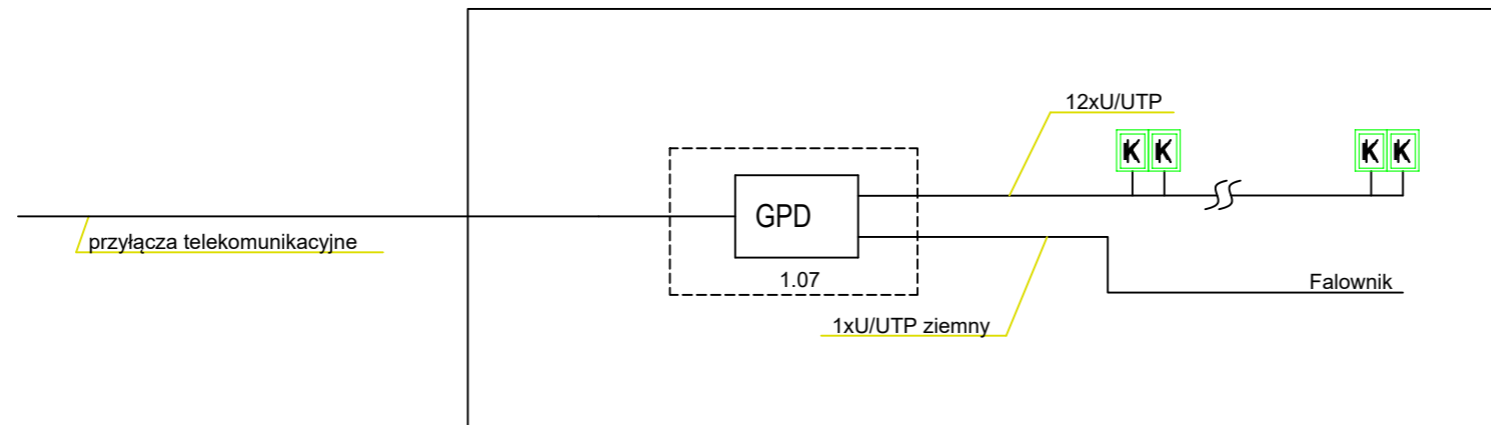 12xU/UTP
K K K K
GPD
przyłącza telekomunikacyjne
1.07
Falownik
1xU/UTP ziemny